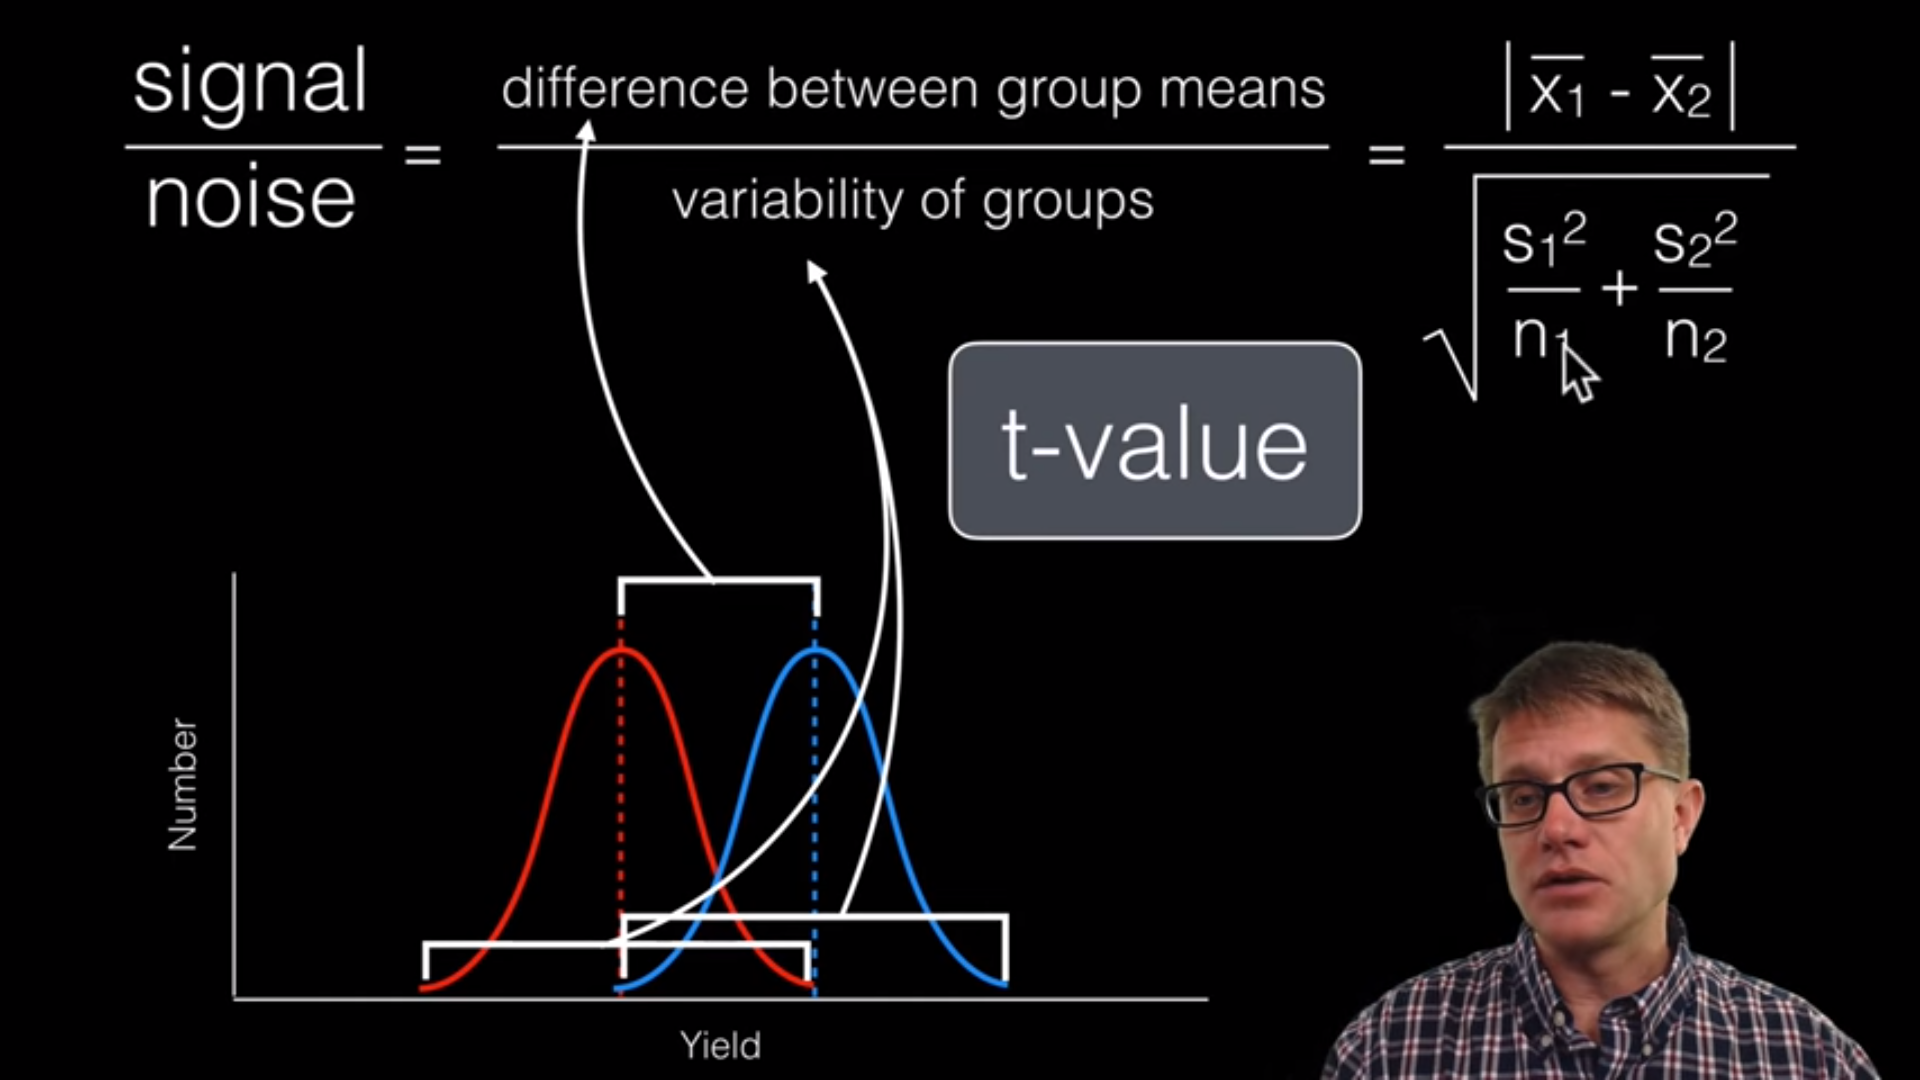 signal
noise
=
difference between group means
variability of groups
=
|x̅₁ - x̅₂|
√
s₁² + s₂²
n₁ n₂
t-value
Number
Yield